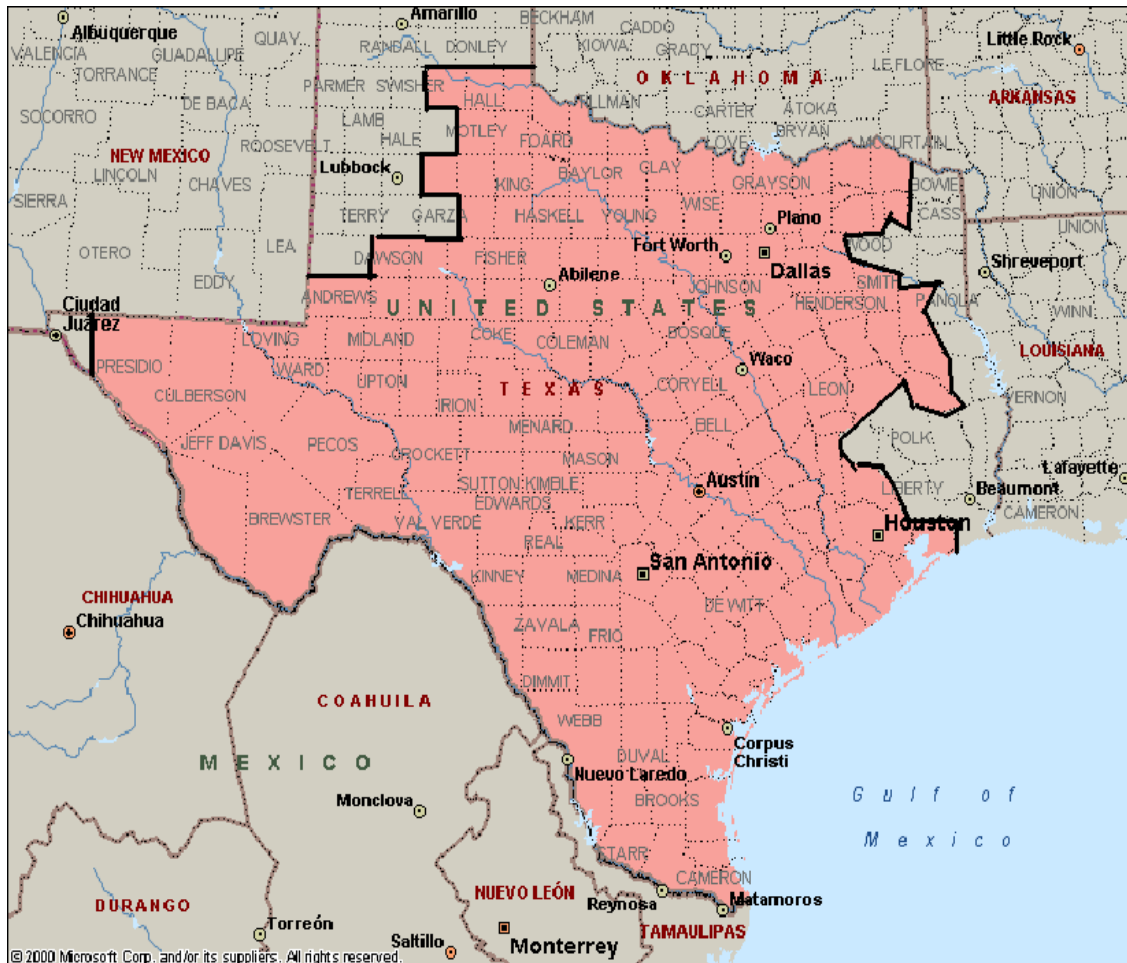 Amarillo
BECKHAM
CADDO
Albuquerque
QUAY
RANDALL
DONLEY
KIOWA
GRADY
Little Rock
VALENCIA
GUADALUPE
LE FLORE
TORRANCE
PARMER
SWISHER
OKLAHOMA
ARKANSAS
DE BACA
HALL
TILLMAN
CARTER
ATOKA
SOCORRO
LAMB
MOTLEY
BRYAN
HALE
FOARD
LOVE
MCCURTAIN
NEW MEXICO
ROOSEVELT
LINCOLN
CHAVES
Lubbock
KING
BAYLOR
CLAY
GRAYSON
BOWIE
UNION
SIERRA
TERRY
GARZA
HASKELL
YOUNG
WISE
Plano
CASS
UNION
OTERO
LEA
DAWSON
FISHER
Fort Worth
Dallas
WOOD
Shreveport
EDDY
Abilene
JOHNSON
SMITH
ANDREWS
HENDERSON
PANOLA
Ciudad
Juárez
UNITED STATES
WINN
LOVING
MIDLAND
COKE
COLEMAN
BOSQUE
LOUISIANA
PRESIDIO
WARD
Waco
CULBERSON
UPTON
TEXAS
CORYELL
LEON
VERNON
IRION
MENARD
BELL
JEFF DAVIS
PECOS
POLK
CROCKETT
MASON
Lafayette
TERRELL
SUTTON
KIMBLE
Austin
LIBERTY
Beaumont
EDWARDS
CAMERON
BREWSTER
VAL VERDE
KERR
Houston
REAL
San Antonio
KINNEY
MEDINA
CHIHUAHUA
DE WITT
Chihuahua
ZAVALA
FRIO
COAHUILA
DIMMIT
WEBB
MEXICO
DUVAL
Corpus
Christi
Nuevo Laredo
Monclova
BROOKS
Gulf of
Mexico
STARR
CAMERON
DURANGO
NUEVO LEÓN
Reynosa
Matamoros
Torreón
Saltillo
Monterrey
TAMAULIPAS
© 2000 Microsoft Corp. and/or its suppliers. All rights reserved.